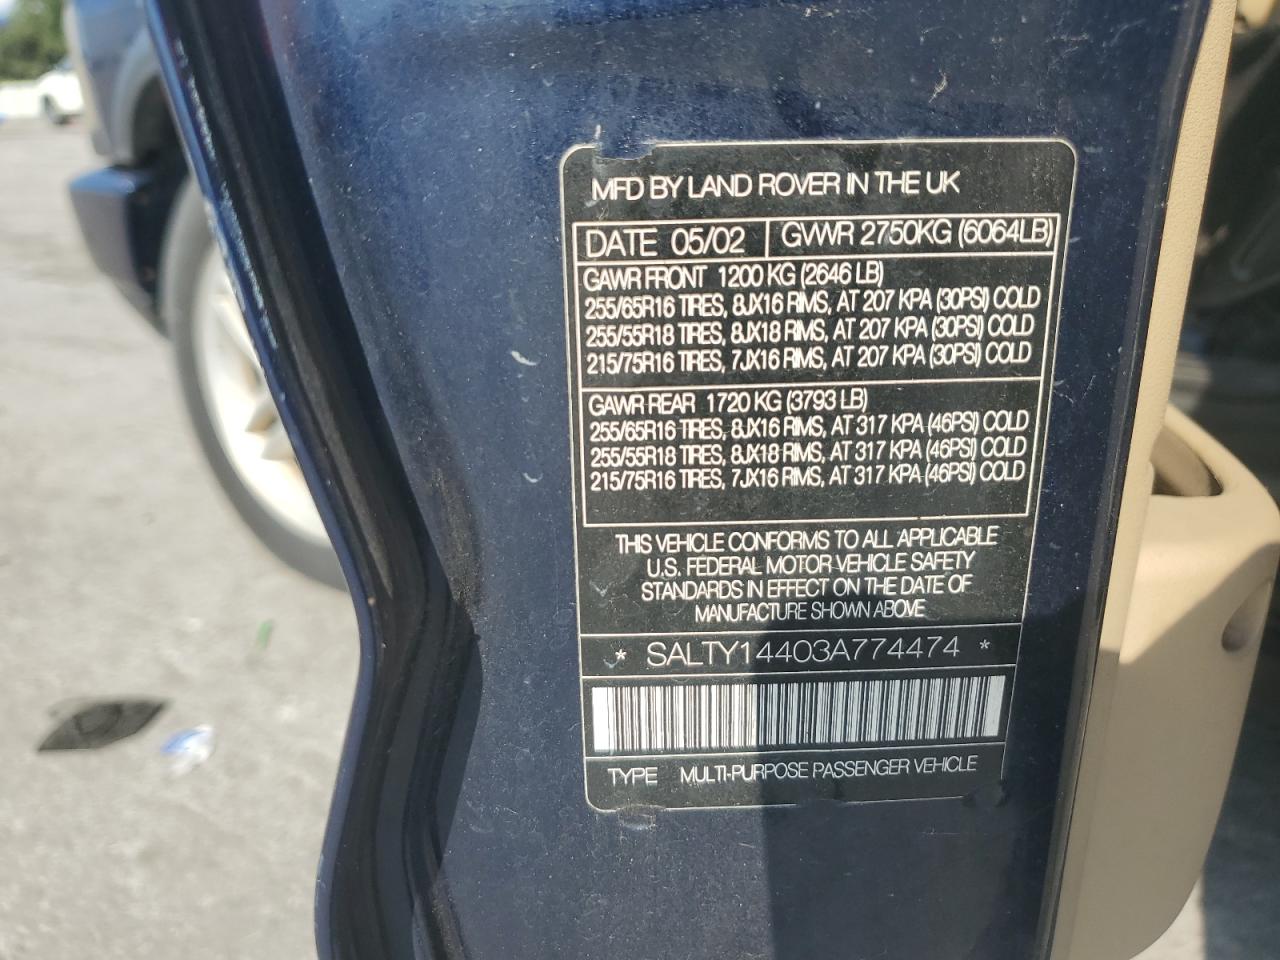 MFD BY LAND ROVER IN THE UK
DATE 05/02 GVWR 2750KG (6064LB)
GAWR FRONT 1200 KG (2646 LB)
255/65R16 TIRES, 8JX16 RIMS, AT 207 KPA (30PSI) COLD
255/55R18 TIRES, 8JX18 RIMS, AT 207 KPA (30PSI) COLD
215/75R16 TIRES, 7JX16 RIMS, AT 207 KPA (30PSI) COLD
GAWR REAR 1720 KG (3793 LB)
255/65R16 TIRES, 8JX16 RIMS, AT 317 KPA (46PSI) COLD
255/55R18 TIRES, 8JX18 RIMS, AT 317 KPA (46PSI) COLD
215/75R16 TIRES, 7JX16 RIMS, AT 317 KPA (46PSI) COLD
THIS VEHICLE CONFORMS TO ALL APPLICABLE
U.S. FEDERAL MOTOR VEHICLE SAFETY
STANDARDS IN EFFECT ON THE DATE OF
MANUFACTURE SHOWN ABOVE
* SALTY14403A774474 *
TYPE MULTI-PURPOSE PASSENGER VEHICLE